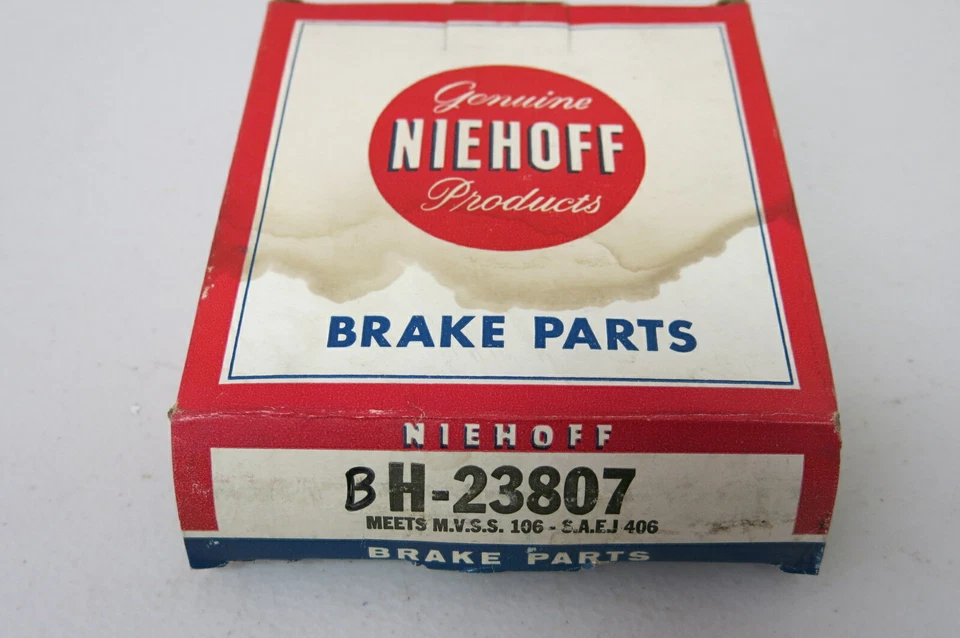 Genuine
NIEHOFF
Products
BRAKE PARTS
NIEHOFF
BH-23807
MEETS M.V.S.S. 106 - S.A.E.J 406
BRAKE PARTS